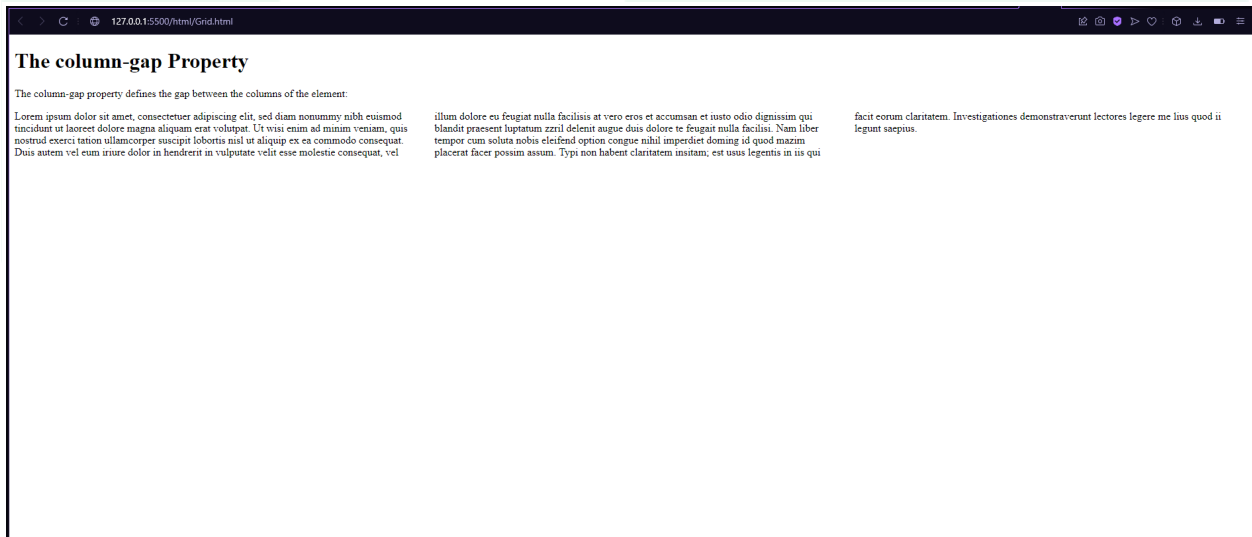 127.0.0.1:5500/html/Grid.html
The column-gap Property
The column-gap property defines the gap between the columns of the element:
Lorem ipsum dolor sit amet, consectetuer adipiscing elit, sed diam nonummy nibh euismod
tincidunt ut laoreet dolore magna aliquam erat volutpat. Ut wisi enim ad minim veniam, quis
nostrud exerci tation ullamcorper suscipit lobortis nisl ut aliquip ex ea commodo consequat.
Duis autem vel eum iriure dolor in hendrerit in vulputate velit esse molestie consequat, vel
illum dolore eu feugiat nulla facilisis at vero eros et accumsan et iusto odio dignissim qui
blandit praesent luptatum zzril delenit augue duis dolore te feugait nulla facilisi. Nam liber
tempor cum soluta nobis eleifend option congue nihil imperdiet doming id quod mazim
placerat facer possim assum. Typi non habent claritatem insitam; est usus legentis in iis qui
facit eorum claritatem. Investigationes demonstraverunt lectores legere me lius quod ii
legunt saepius.